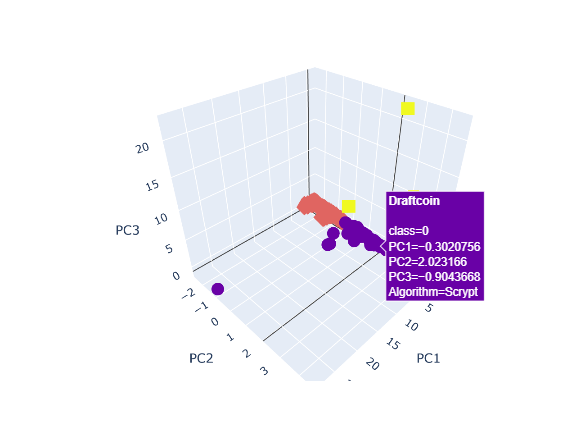 20
15
10
5
0
PC3
−2
−1
0
1
2
3
PC2
5
10
15
20
PC1
Draftcoin
class=0
PC1=−0.3020756
PC2=2.023166
PC3=−0.9043668
Algorithm=Scrypt